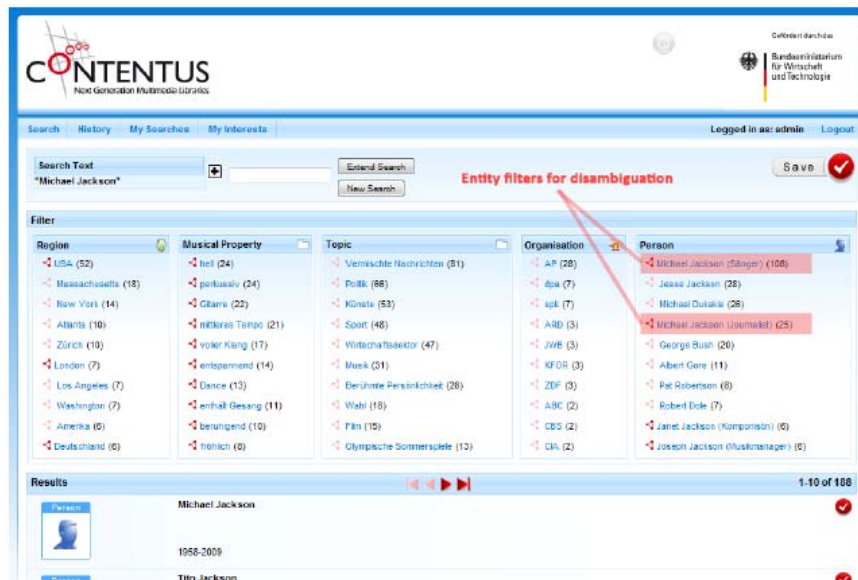 CONTENTUS
Next Generation Multimedia Libraries
Gefördert durch das
Bundesministerium
für Wirtschaft
und Technologie
Search History My Searches My Interests Logged in as: admin Logout
Search Text
"Michael Jackson"
Extend Search
New Search
Entity filters for disambiguation
Save
Filter
Region
USA (52)
Massachusetts (18)
New York (14)
Atlanta (10)
Zürich (10)
London (7)
Los Angeles (7)
Washington (7)
Amerika (6)
Deutschland (6)
Musical Property
hell (24)
perkussiv (24)
Gitarre (22)
mittleres Tempo (21)
voller Klang (17)
entspannend (14)
Dance (13)
enthält Gesang (11)
beruhigend (10)
fröhlich (8)
Topic
Vermischte Nachrichten (81)
Politik (66)
Künste (53)
Sport (48)
Wirtschaftssektor (47)
Musik (31)
Berühmte Persönlichkeit (28)
Wahl (18)
Film (15)
Olympische Sommerspiele (13)
Organisation
AP (28)
dpa (7)
epk (7)
ARD (3)
JWB (3)
KFOR (3)
ZDF (3)
ABC (2)
CBS (2)
CIA (2)
Person
Michael Jackson (Sänger) (108)
Jesse Jackson (28)
Michael Dukakis (26)
Michael Jackson (Journalist) (25)
George Bush (20)
Albert Gore (11)
Pat Robertson (8)
Robert Dole (7)
Janet Jackson (Komponistin) (6)
Joseph Jackson (Musikmanager) (6)
Results 1-10 of 188
Person
Michael Jackson
1958-2009
Person
Tito Jackson